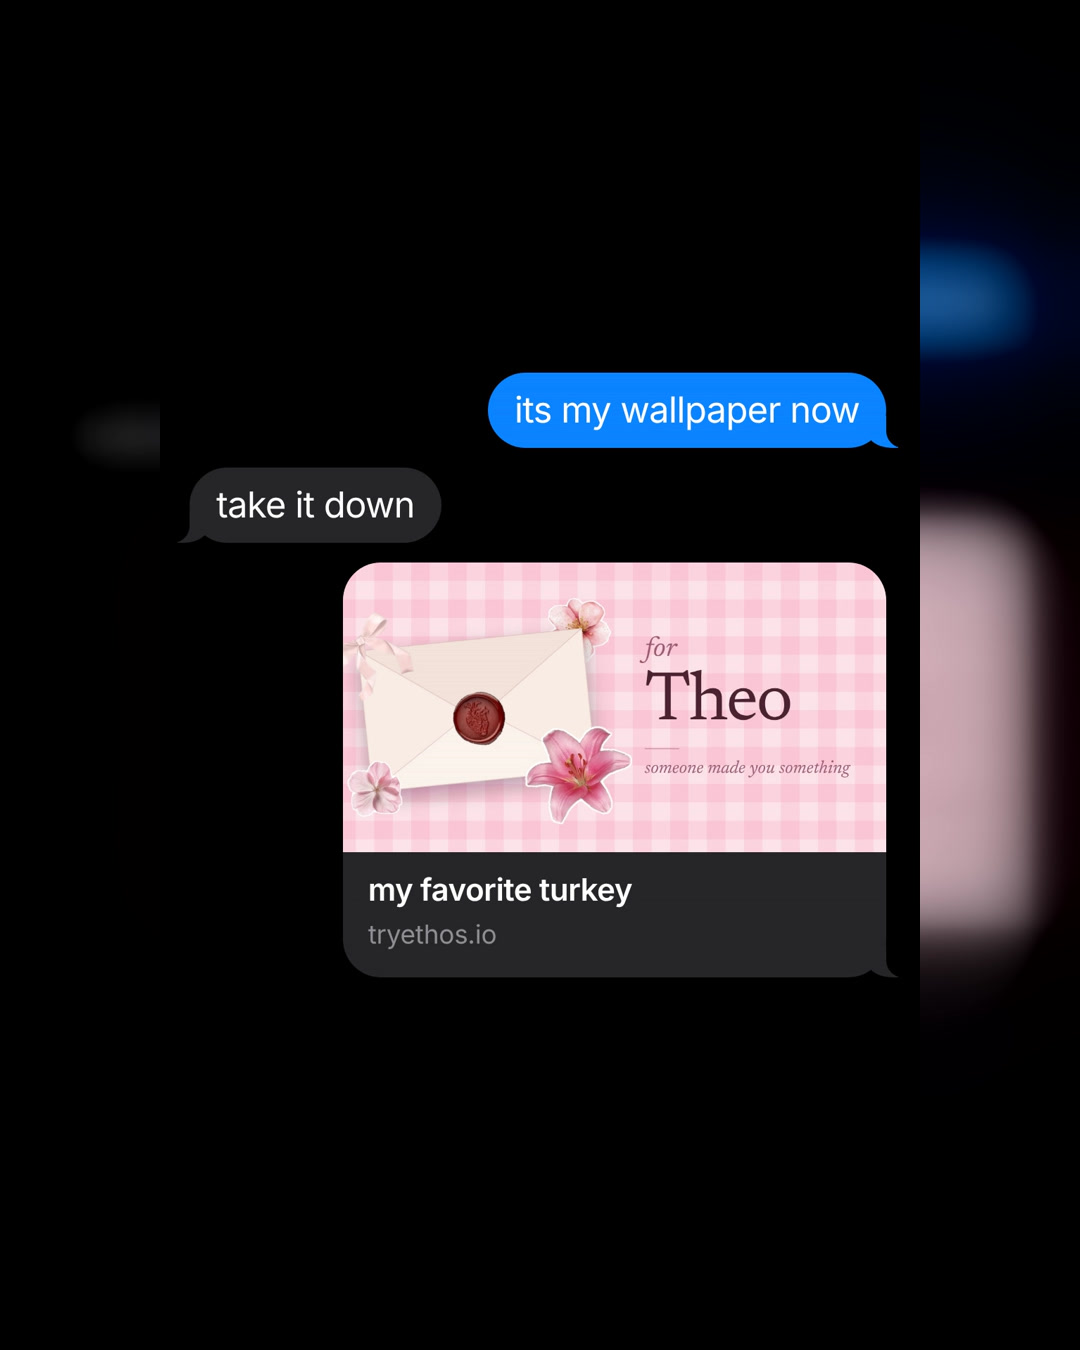 its my wallpaper now
take it down
for
Theo
someone made you something
my favorite turkey
tryethos.io